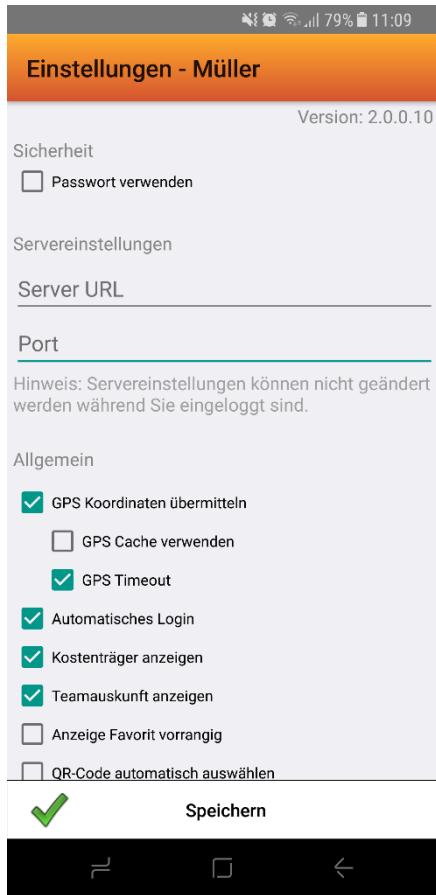 79% 11:09
Einstellungen - Müller
Version: 2.0.0.10
Sicherheit
Passwort verwenden
Servereinstellungen
Server URL
Port
Hinweis: Servereinstellungen können nicht geändert
werden während Sie eingeloggt sind.
Allgemein
GPS Koordinaten übermitteln
GPS Cache verwenden
GPS Timeout
Automatisches Login
Kostenträger anzeigen
Teamauskunft anzeigen
Anzeige Favorit vorrangig
QR-Code automatisch auswählen
Speichern